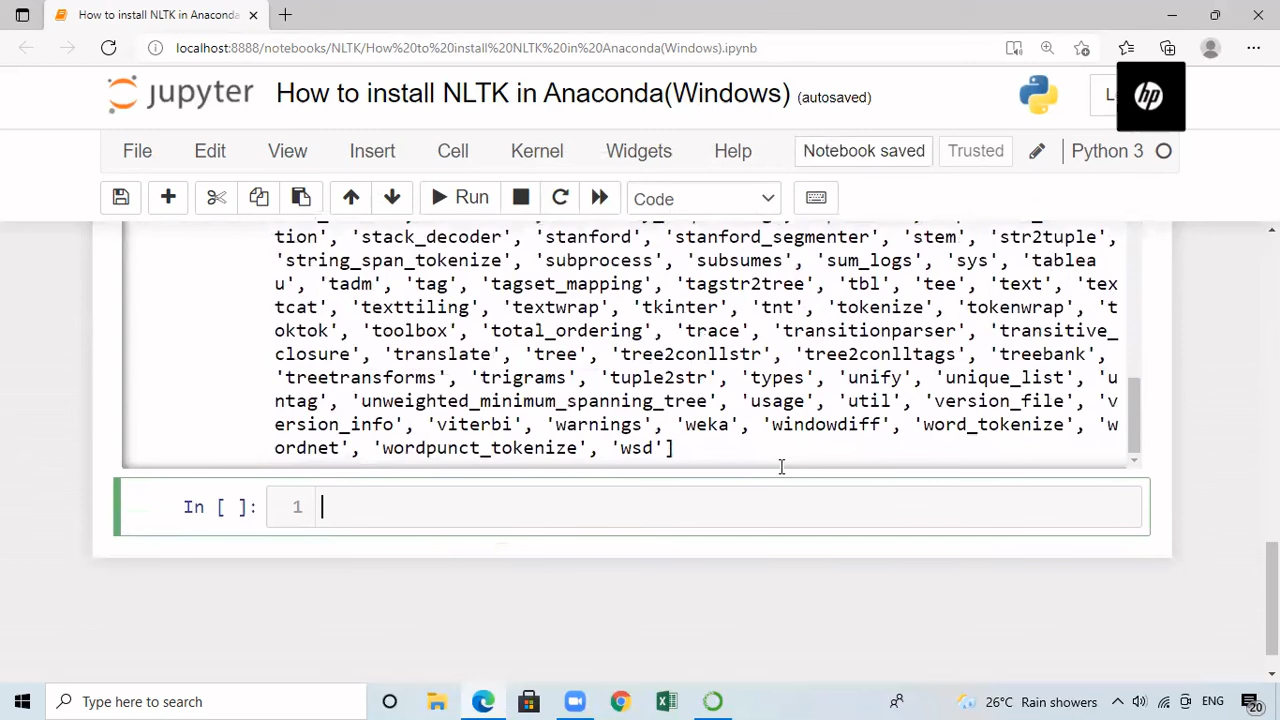 How to install NLTK in Anaconda
localhost:8888/notebooks/NLTK/How%20to%20install%20NLTK%20in%20Anaconda(Windows).ipynb
jupyter How to install NLTK in Anaconda(Windows) (autosaved)
hp
File Edit View Insert Cell Kernel Widgets Help Notebook saved Trusted Python 3
Run Code
tion', 'stack_decoder', 'stanford', 'stanford_segmenter', 'stem', 'str2tuple',
'string_span_tokenize', 'subprocess', 'subsumes', 'sum_logs', 'sys', 'tablea
u', 'tadm', 'tag', 'tagset_mapping', 'tagstr2tree', 'tbl', 'tee', 'text', 'tex
tcat', 'texttiling', 'textwrap', 'tkinter', 'tnt', 'tokenize', 'tokenwrap', 't
oktok', 'toolbox', 'total_ordering', 'trace', 'transitionparser', 'transitive_
closure', 'translate', 'tree', 'tree2conllstr', 'tree2conlltags', 'treebank',
'treetransforms', 'trigrams', 'tuple2str', 'types', 'unify', 'unique_list', 'u
ntag', 'unweighted_minimum_spanning_tree', 'usage', 'util', 'version_file', 'v
ersion_info', 'viterbi', 'warnings', 'weka', 'windowdiff', 'word_tokenize', 'w
ordnet', 'wordpunct_tokenize', 'wsd']
In [ ]: 1
Type here to search 26°C Rain showers ENG 20